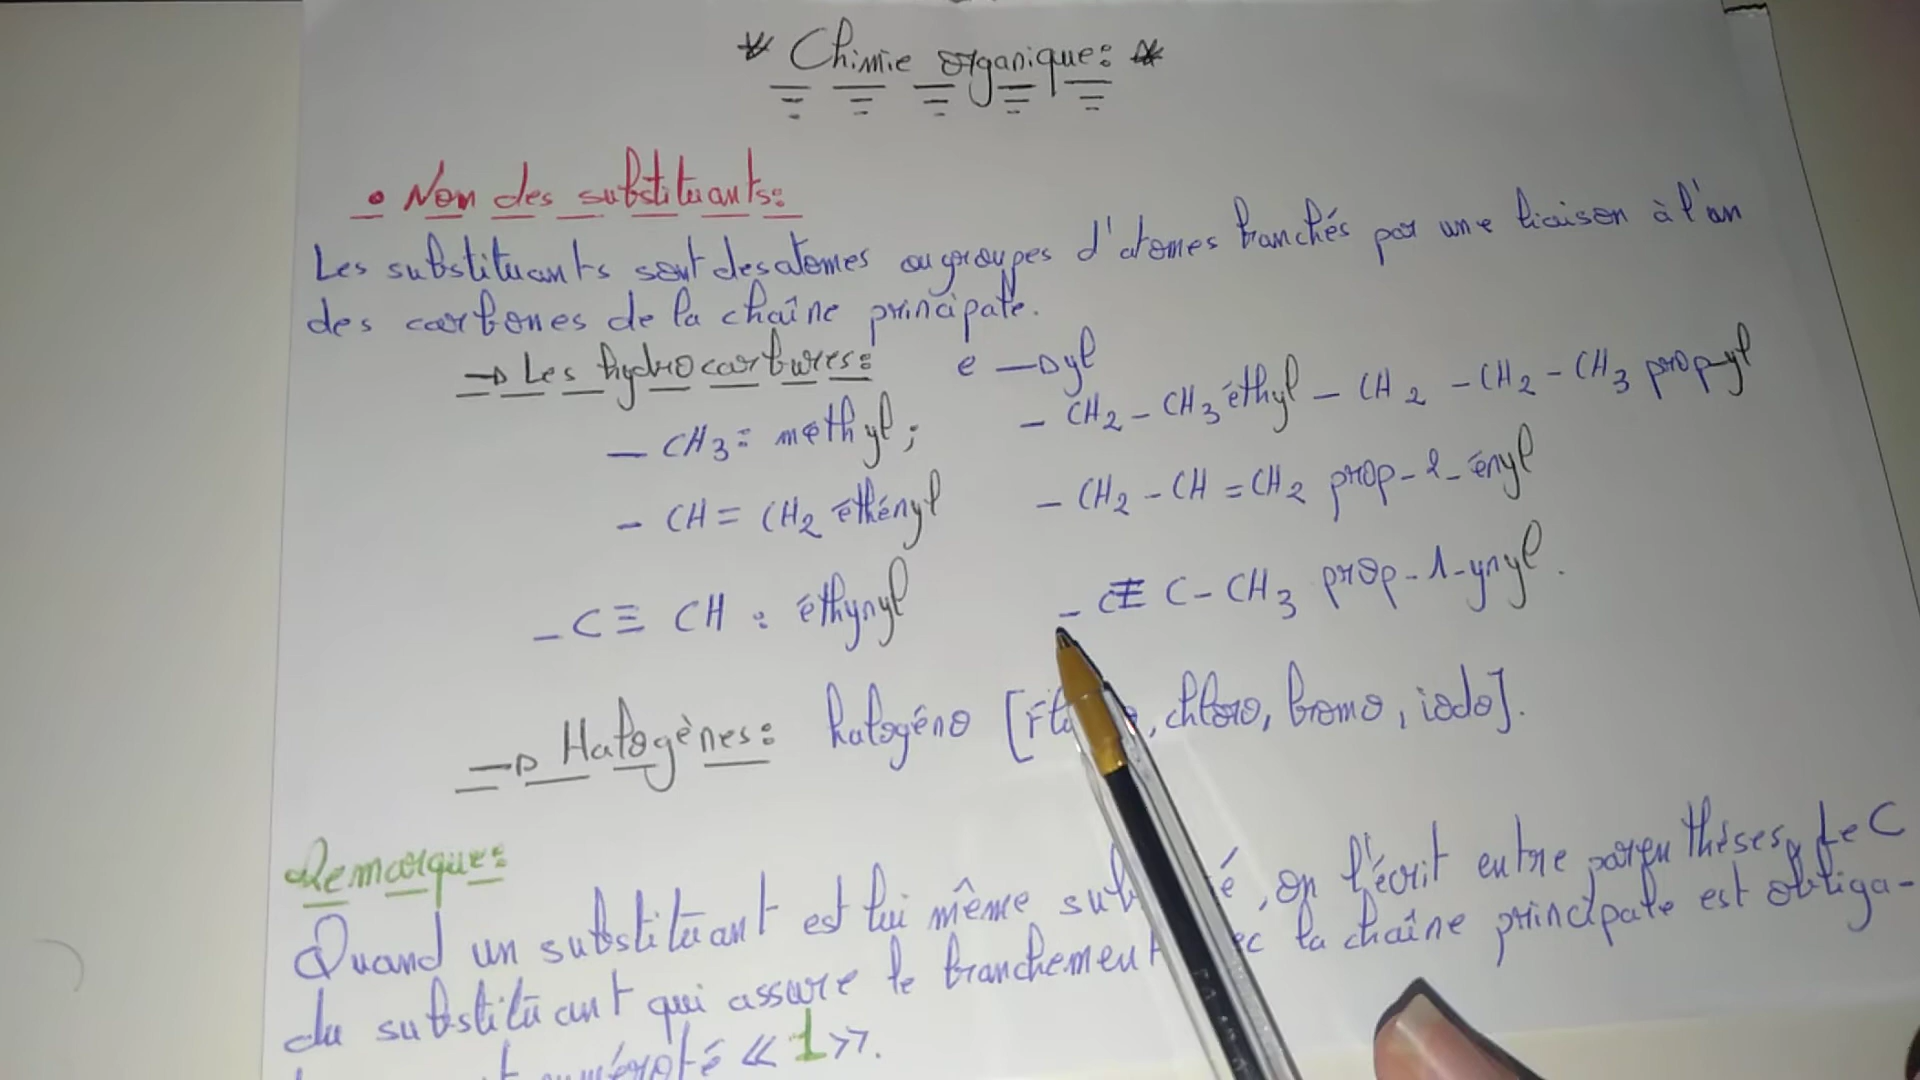 * Chimie organique: *
• Nom des substituants:
Les substituants sont des atomes ou groupes d'atomes branchés par une liaison à l'un
des carbones de la chaîne principale.
→ Les hydrocarbures: e → yl
- CH3: méthyl; - CH2 - CH3 éthyl - CH2 - CH2 - CH3 propyl
- CH = CH2 éthényl - CH2 - CH = CH2 prop-2-ényl
- C ≡ CH : éthynyl - C ≡ C - CH3 prop-1-ynyl.
→ Halogènes: halogéno [ , chloro, bromo, iodo].
Remarque:
Quand un substituant est lui même , on l'écrit entre parenthèses, le C
du substituant qui assure le branchement la chaîne principale est obliga-
numéroté « 1 ».